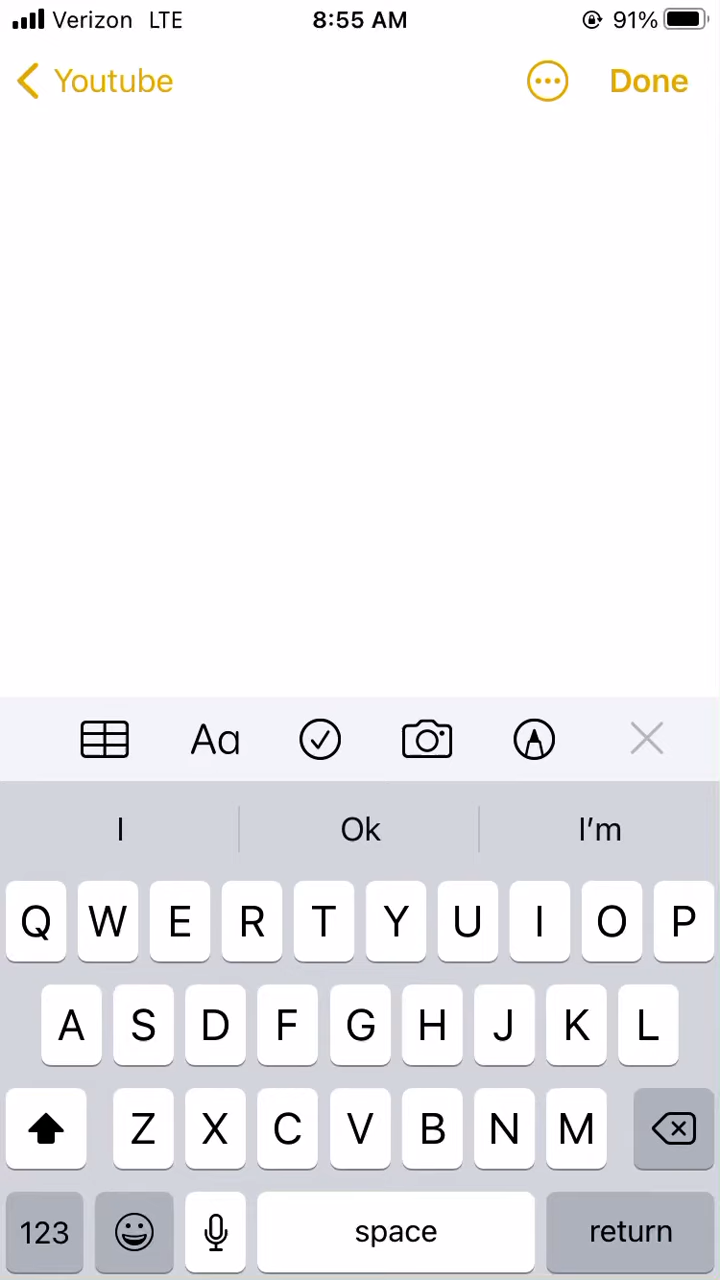 Verizon LTE 8:55 AM 91%
Youtube Done
Aa
I Ok I'm
Q W E R T Y U I O P
A S D F G H J K L
Z X C V B N M
123 space return